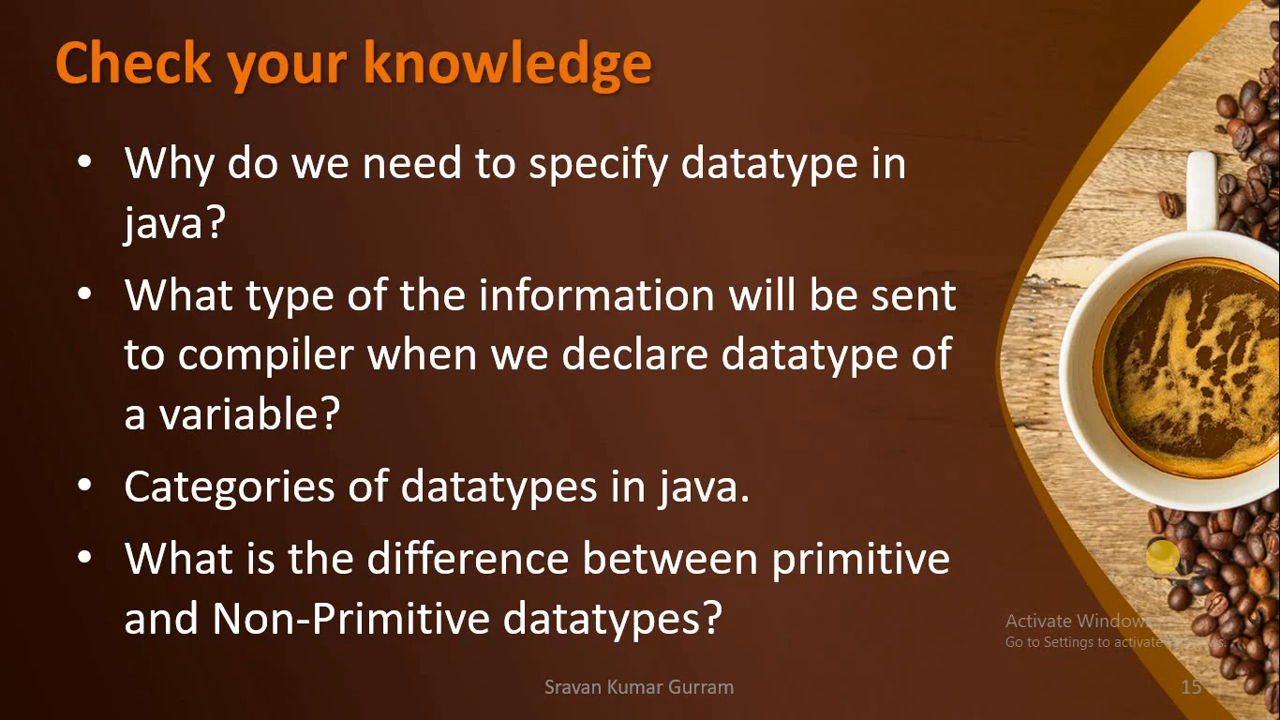 Check your knowledge
• Why do we need to specify datatype in
java?
• What type of the information will be sent
to compiler when we declare datatype of
a variable?
• Categories of datatypes in java.
• What is the difference between primitive
and Non-Primitive datatypes?
Activate Windows
Go to Settings to activate Windows.
Sravan Kumar Gurram
15